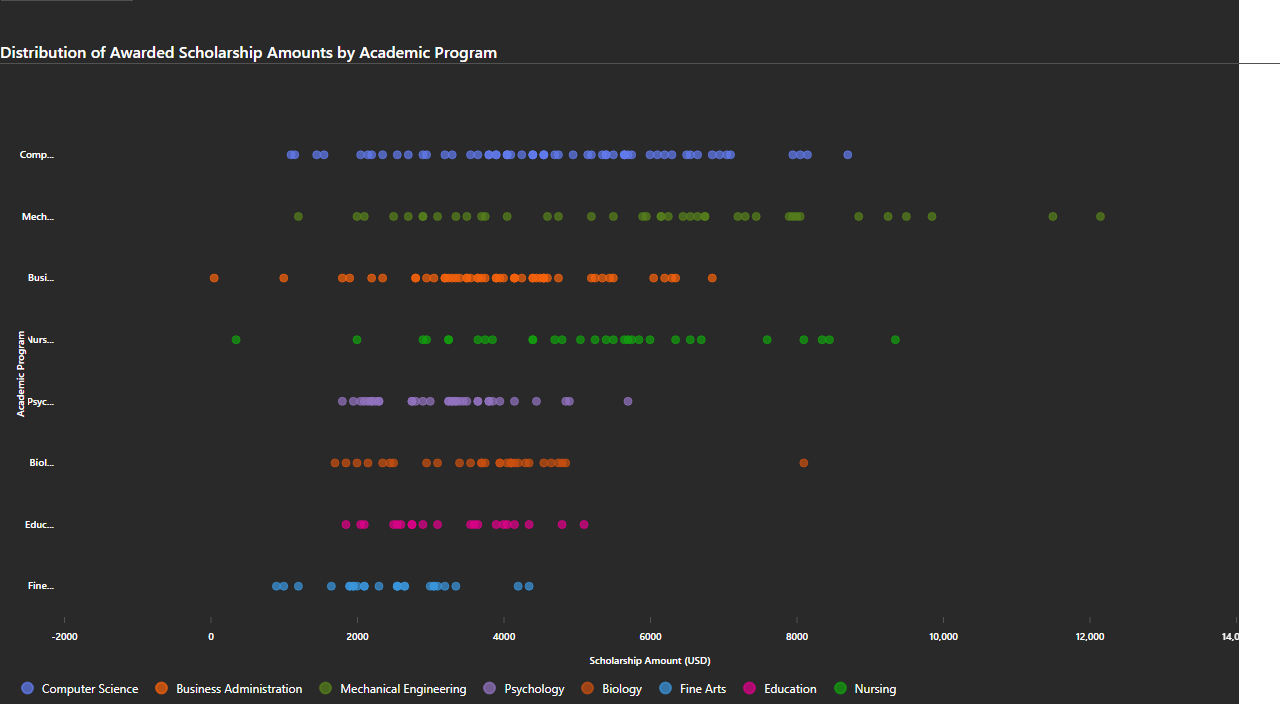 Distribution of Awarded Scholarship Amounts by Academic Program
Comp...
Mech...
Busi...
Nurs...
Psyc...
Biol...
Educ...
Fine...
Academic Program
-2000 0 2000 4000 6000 8000 10,000 12,000 14,0
Scholarship Amount (USD)
Computer Science Business Administration Mechanical Engineering Psychology Biology Fine Arts Education Nursing